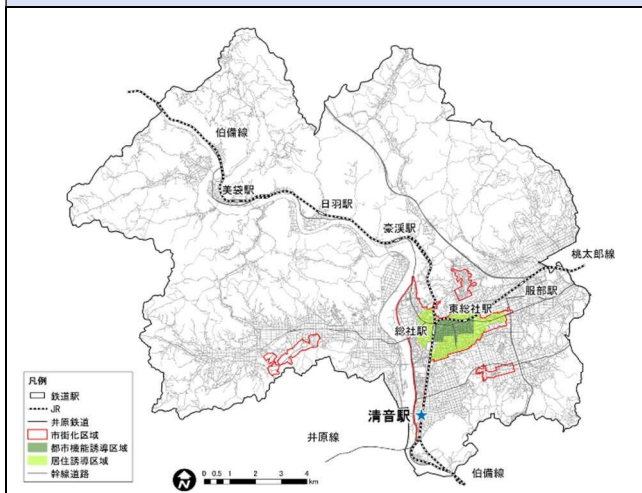 伯備線
美袋駅
日羽駅
豪渓駅
桃太郎線
服部駅
東総社駅
総社駅
清音駅
井原線
伯備線
凡例
鉄道駅
JR
井原鉄道
市街化区域
都市機能誘導区域
居住誘導区域
幹線道路
N
0 0.5 1 2 3 4
km